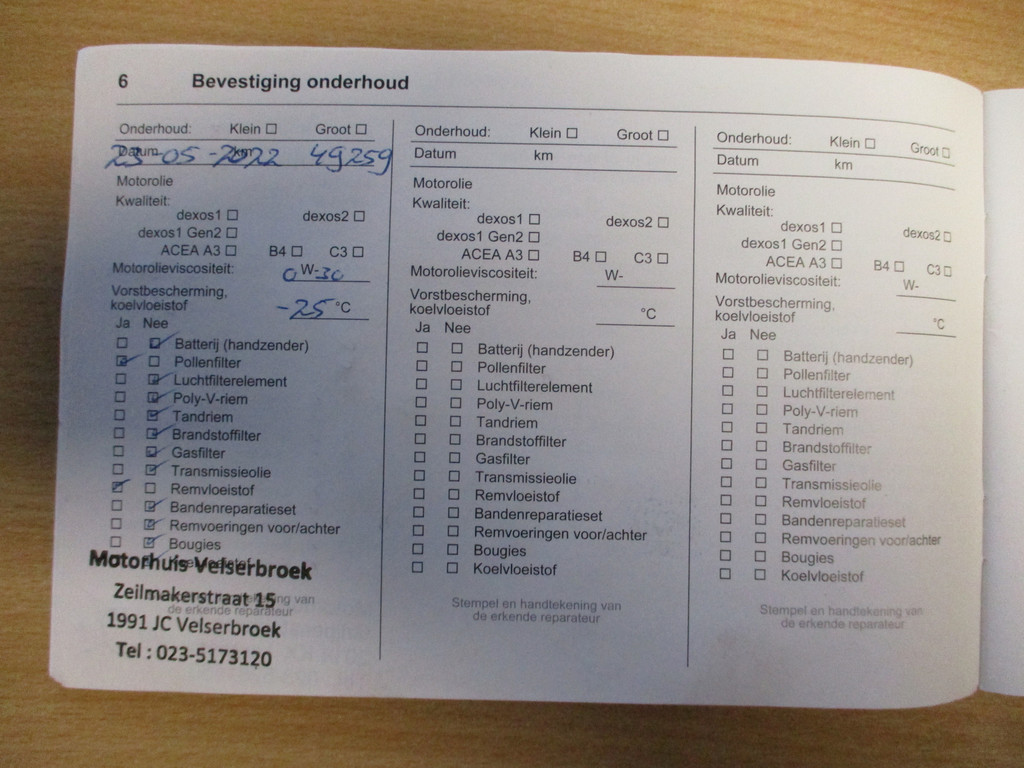 6 Bevestiging onderhoud
Onderhoud: Klein □ Groot □
Datum km
23-05-2022 49259
Motorolie
Kwaliteit:
dexos1 □ dexos2 □
dexos1 Gen2 □
ACEA A3 □ B4 □ C3 □
Motorolieviscositeit: 0 W-30
Vorstbescherming,
koelvloeistof -25 °C
Ja Nee
□ ☑ Batterij (handzender)
☑ □ Pollenfilter
□ ☑ Luchtfilterelement
□ ☑ Poly-V-riem
□ ☑ Tandriem
□ ☑ Brandstoffilter
□ ☑ Gasfilter
□ ☑ Transmissieolie
☑ □ Remvloeistof
□ ☑ Bandenreparatieset
□ ☑ Remvoeringen voor/achter
□ ☑ Bougies
Motorhuis Velserbroek
Zeilmakerstraat 15
ng van
de erkende reparateur
1991 JC Velserbroek
Tel : 023-5173120
Onderhoud: Klein □ Groot □
Datum km
Motorolie
Kwaliteit:
dexos1 □ dexos2 □
dexos1 Gen2 □
ACEA A3 □ B4 □ C3 □
Motorolieviscositeit: W-
Vorstbescherming,
koelvloeistof °C
Ja Nee
□ □ Batterij (handzender)
□ □ Pollenfilter
□ □ Luchtfilterelement
□ □ Poly-V-riem
□ □ Tandriem
□ □ Brandstoffilter
□ □ Gasfilter
□ □ Transmissieolie
□ □ Remvloeistof
□ □ Bandenreparatieset
□ □ Remvoeringen voor/achter
□ □ Bougies
□ □ Koelvloeistof
Stempel en handtekening van
de erkende reparateur
Onderhoud: Klein □ Groot □
Datum km
Motorolie
Kwaliteit:
dexos1 □ dexos2 □
dexos1 Gen2 □
ACEA A3 □ B4 □ C3 □
Motorolieviscositeit: W-
Vorstbescherming,
koelvloeistof °C
Ja Nee
□ □ Batterij (handzender)
□ □ Pollenfilter
□ □ Luchtfilterelement
□ □ Poly-V-riem
□ □ Tandriem
□ □ Brandstoffilter
□ □ Gasfilter
□ □ Transmissieolie
□ □ Remvloeistof
□ □ Bandenreparatieset
□ □ Remvoeringen voor/achter
□ □ Bougies
□ □ Koelvloeistof
Stempel en handtekening van
de erkende reparateur